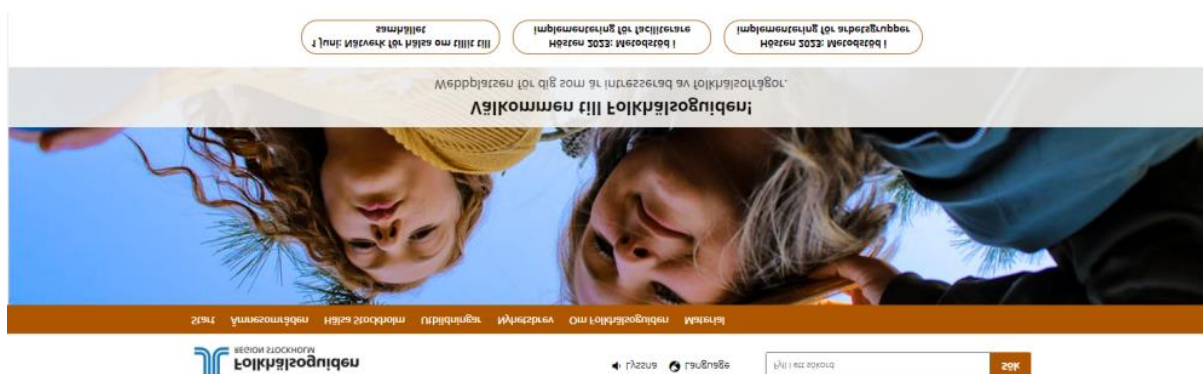 REGION STOCKHOLM
Folkhälsoguiden
Lyssna Language Fyll i ett sökord Sök
Start Ämnesområden Hälsa Stockholm Utbildningar Nyhetsbrev Om Folkhälsoguiden Material
Välkommen till Folkhälsoguiden!
Webbplatsen för dig som är intresserad av folkhälsofrågor.
1 juni: Nätverk för hälsa om tillit till
samhället
Hösten 2023: Metodstöd i
implementering för facilliterare
Hösten 2023: Metodstöd i
implementering för arbetsgrupper